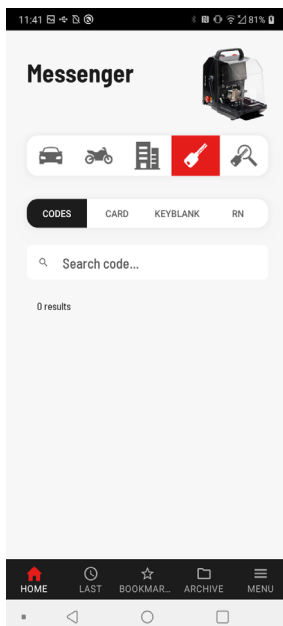 11:41 81%
Messenger
CODES CARD KEYBLANK RN
Search code...
0 results
HOME LAST BOOKMAR... ARCHIVE MENU